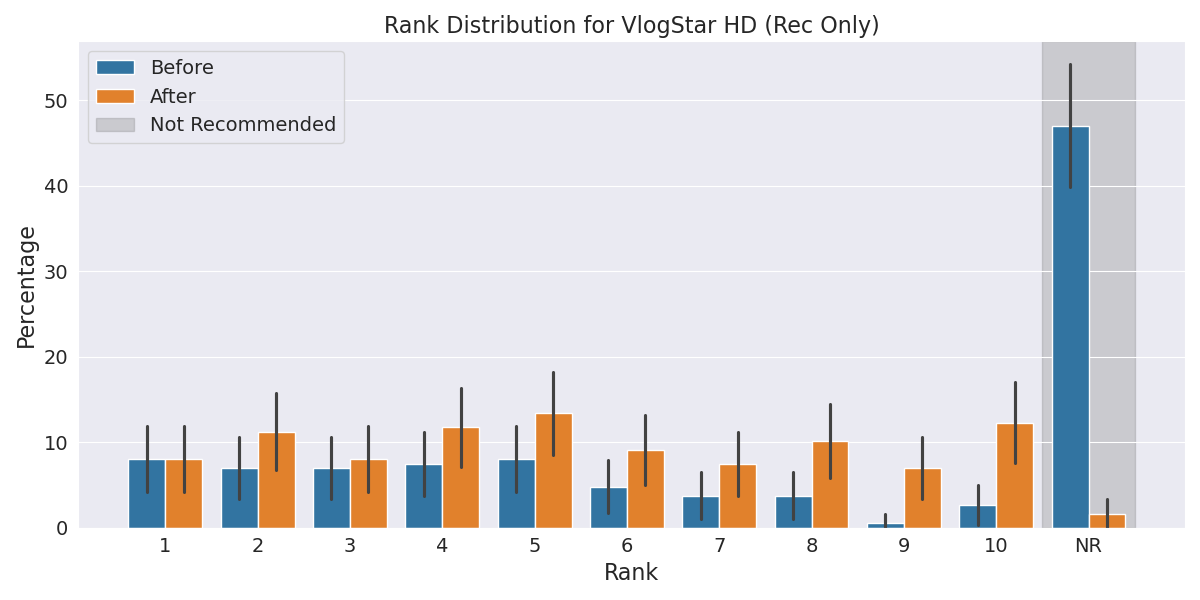 Rank Distribution for VlogStar HD (Rec Only)
Before
After
Not Recommended
Percentage
50
40
30
20
10
0
1 2 3 4 5 6 7 8 9 10 NR
Rank